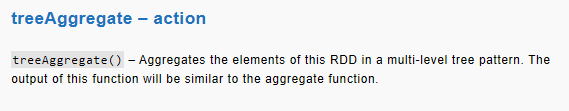 treeAggregate – action
treeAggregate() – Aggregates the elements of this RDD in a multi-level tree pattern. The
output of this function will be similar to the aggregate function.